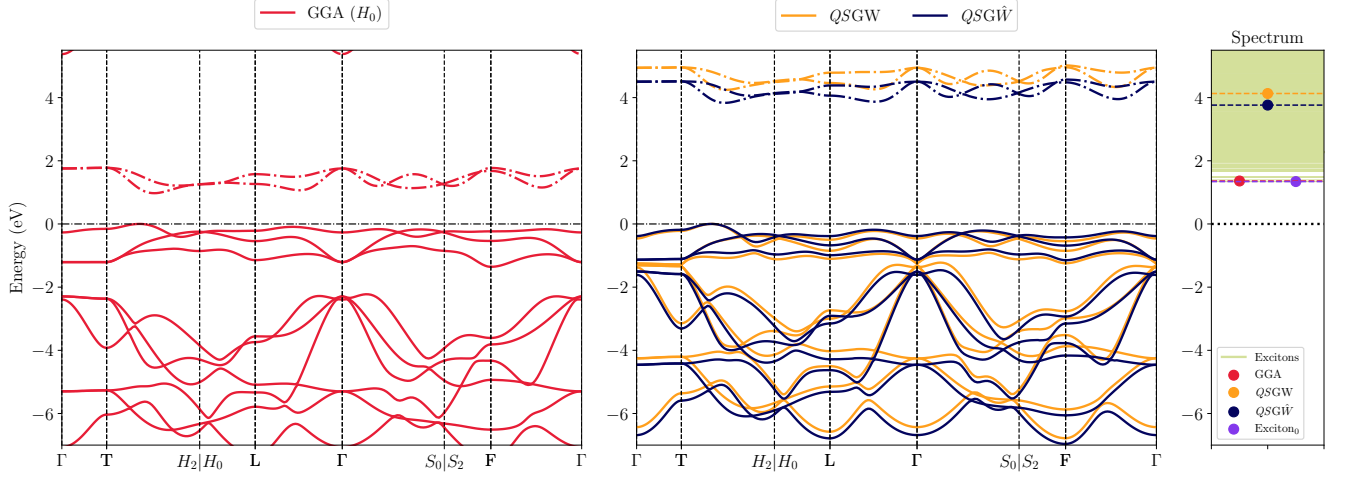 GGA (H₀)
QSGW
QSGŴ
Spectrum
Energy (eV)
4
2
0
−2
−4
−6
Γ T H₂|H₀ L Γ S₀|S₂ F Γ
4
2
0
−2
−4
−6
Γ T H₂|H₀ L Γ S₀|S₂ F Γ
4
2
0
−2
−4
−6
Excitons
GGA
QSGW
QSGŴ
Exciton₀